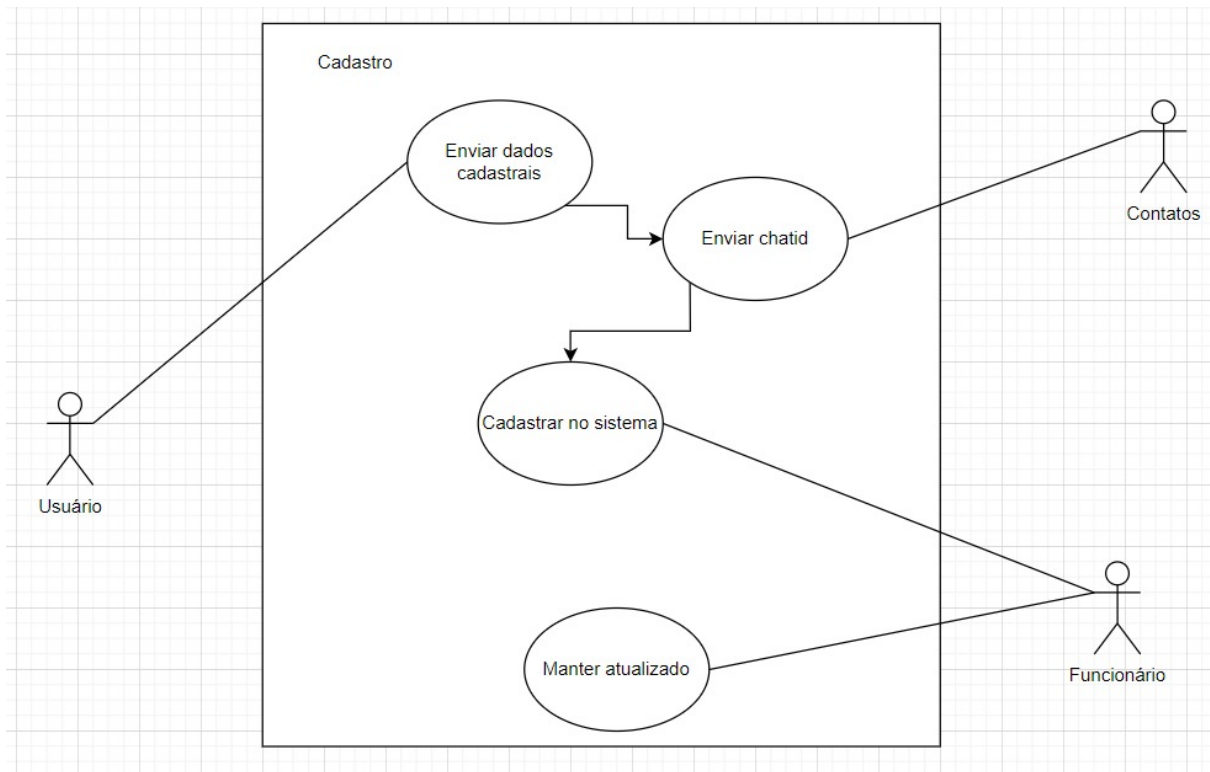 Cadastro
Enviar dados
cadastrais
Enviar chatid
Contatos
Cadastrar no sistema
Usuário
Manter atualizado
Funcionário